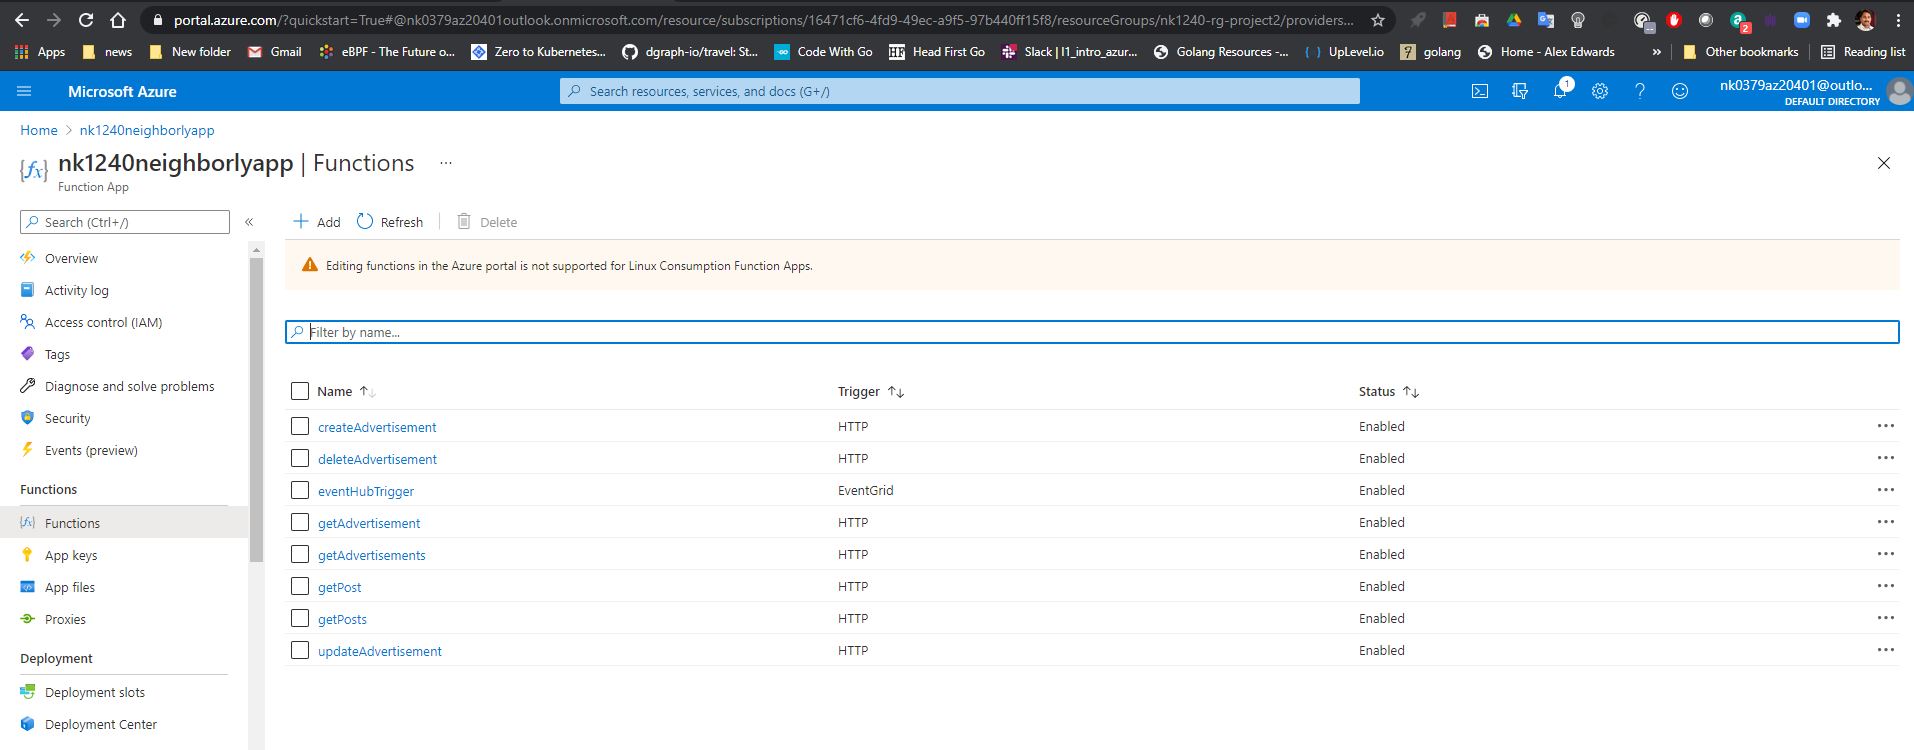 portal.azure.com/?quickstart=True#@nk0379az20401outlook.onmicrosoft.com/resource/subscriptions/16471cf6-4fd9-49ec-a9f5-97b440ff15f8/resourceGroups/nk1240-rg-project2/providers...
Apps news New folder Gmail eBPF - The Future o... Zero to Kubernetes... dgraph-io/travel: St... Code With Go Head First Go Slack | l1_intro_azur... Golang Resources -... UpLevel.io golang Home - Alex Edwards » Other bookmarks Reading list
Microsoft Azure
Search resources, services, and docs (G+/)
1
nk0379az20401@outlo...
DEFAULT DIRECTORY
Home > nk1240neighborlyapp
nk1240neighborlyapp | Functions ...
Function App
Search (Ctrl+/) «
Add Refresh Delete
Overview
Activity log
Access control (IAM)
Tags
Diagnose and solve problems
Security
Events (preview)
Functions
Functions
App keys
App files
Proxies
Deployment
Deployment slots
Deployment Center
Editing functions in the Azure portal is not supported for Linux Consumption Function Apps.
Filter by name...
Name Trigger Status
createAdvertisement HTTP Enabled
deleteAdvertisement HTTP Enabled
eventHubTrigger EventGrid Enabled
getAdvertisement HTTP Enabled
getAdvertisements HTTP Enabled
getPost HTTP Enabled
getPosts HTTP Enabled
updateAdvertisement HTTP Enabled